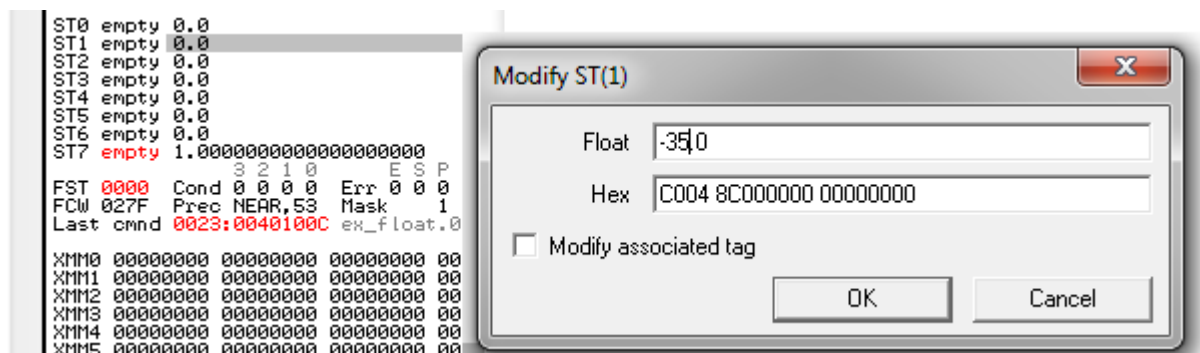 ST0 empty 0.0
ST1 empty 0.0
ST2 empty 0.0
ST3 empty 0.0
ST4 empty 0.0
ST5 empty 0.0
ST6 empty 0.0
ST7 empty 1.0000000000000000000
3 2 1 0 E S P
FST 0000 Cond 0 0 0 0 Err 0 0 0
FCW 027F Prec NEAR,53 Mask 1
Last cmnd 0023:0040100C ex_float.0
XMM0 00000000 00000000 00000000 00
XMM1 00000000 00000000 00000000 00
XMM2 00000000 00000000 00000000 00
XMM3 00000000 00000000 00000000 00
XMM4 00000000 00000000 00000000 00
XMM5 00000000 00000000 00000000 00
Modify ST(1)
Float -35.0
Hex C004 8C000000 00000000
Modify associated tag
OK Cancel